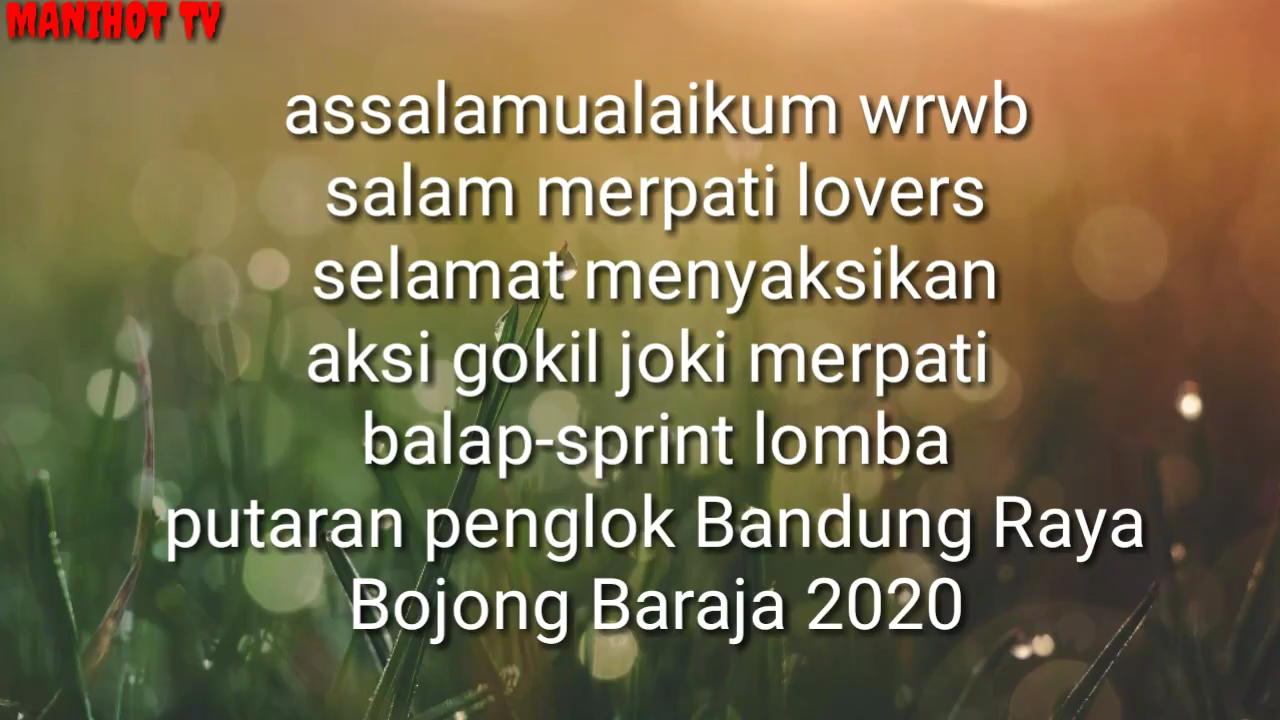 MANIHOT TV
assalamualaikum wrwb
salam merpati lovers
selamat menyaksikan
aksi gokil joki merpati
balap-sprint lomba
putaran penglok Bandung Raya
Bojong Baraja 2020